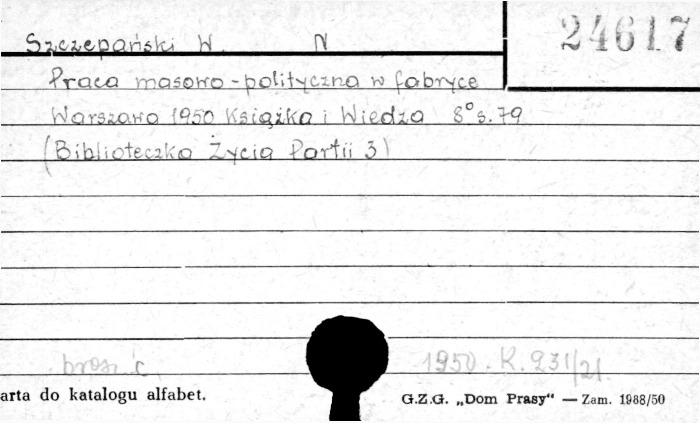 Szczepański W. N 24617
Praca masowo-polityczna w fabryce
Warszawa 1950 Książka i Wiedza 8° s. 79
(Biblioteczka Życia Partii 3)
1950. K. 231/21.
arta do katalogu alfabet. G.Z.G. „Dom Prasy" — Zam. 1988/50